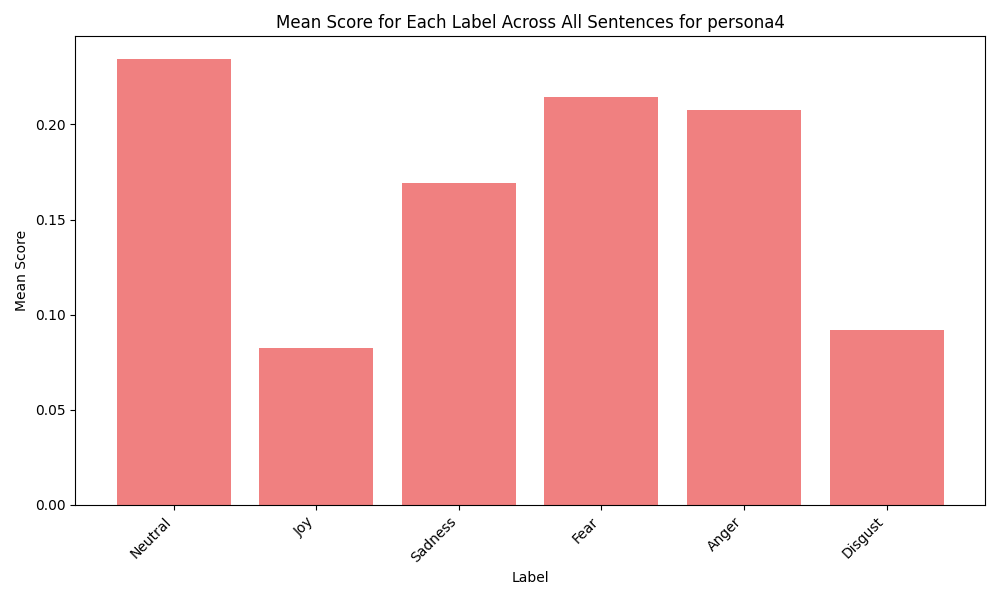 Mean Score for Each Label Across All Sentences for persona4
Mean Score
0.20
0.15
0.10
0.05
0.00
Neutral
Joy
Sadness
Fear
Anger
Disgust
Label